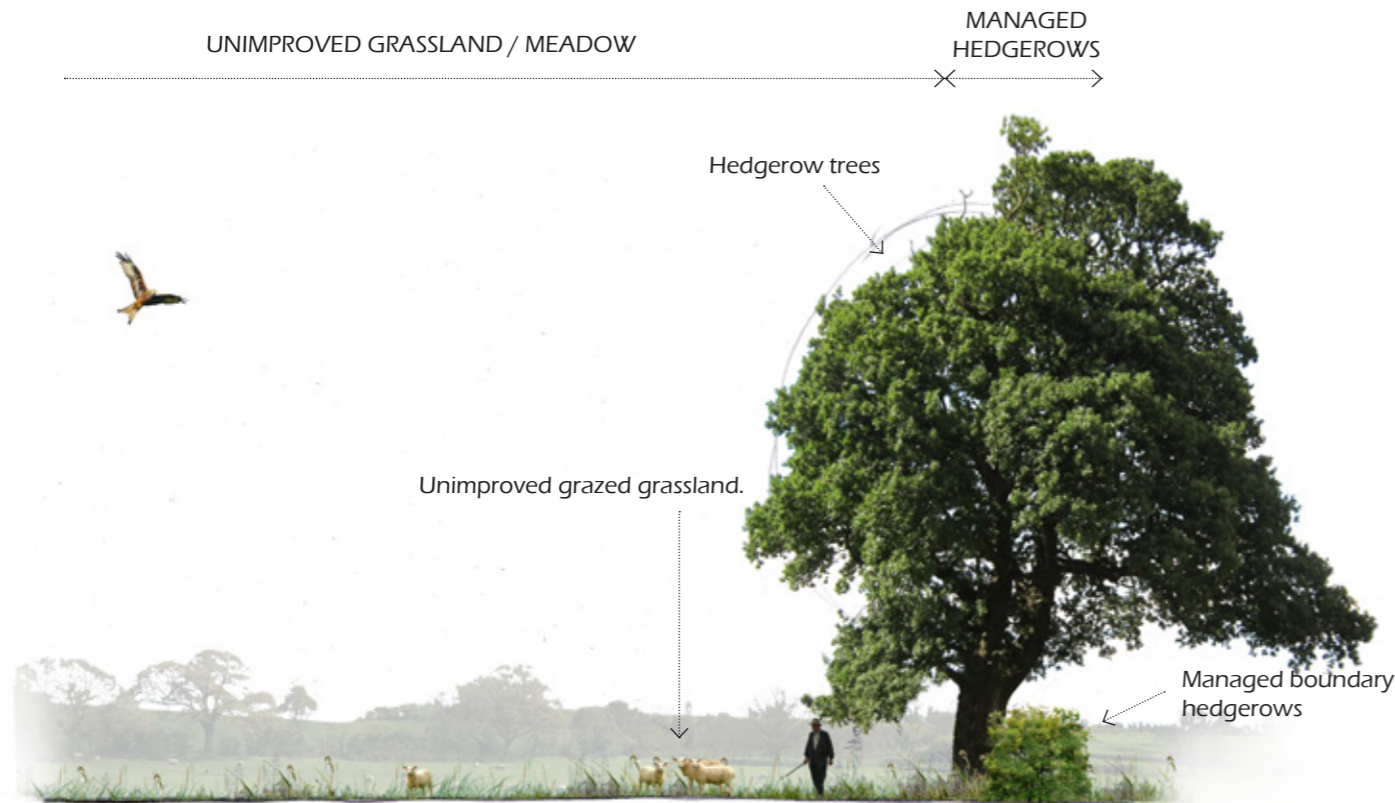 UNIMPROVED GRASSLAND / MEADOW
MANAGED
HEDGEROWS
Hedgerow trees
Unimproved grazed grassland.
Managed boundary
hedgerows